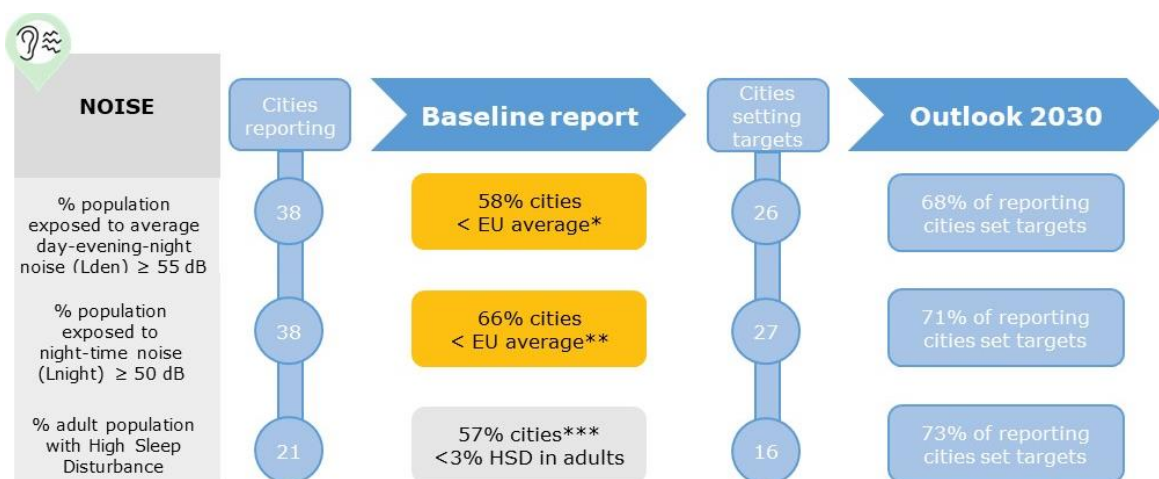 NOISE
Cities
reporting
Baseline report
Cities
setting
targets
Outlook 2030
% population
exposed to average
day-evening-night
noise (Lden) ≥ 55 dB
38
58% cities
< EU average*
26
68% of reporting
cities set targets
% population
exposed to
night-time noise
(Lnight) ≥ 50 dB
38
66% cities
< EU average**
27
71% of reporting
cities set targets
% adult population
with High Sleep
Disturbance
21
57% cities***
<3% HSD in adults
16
73% of reporting
cities set targets